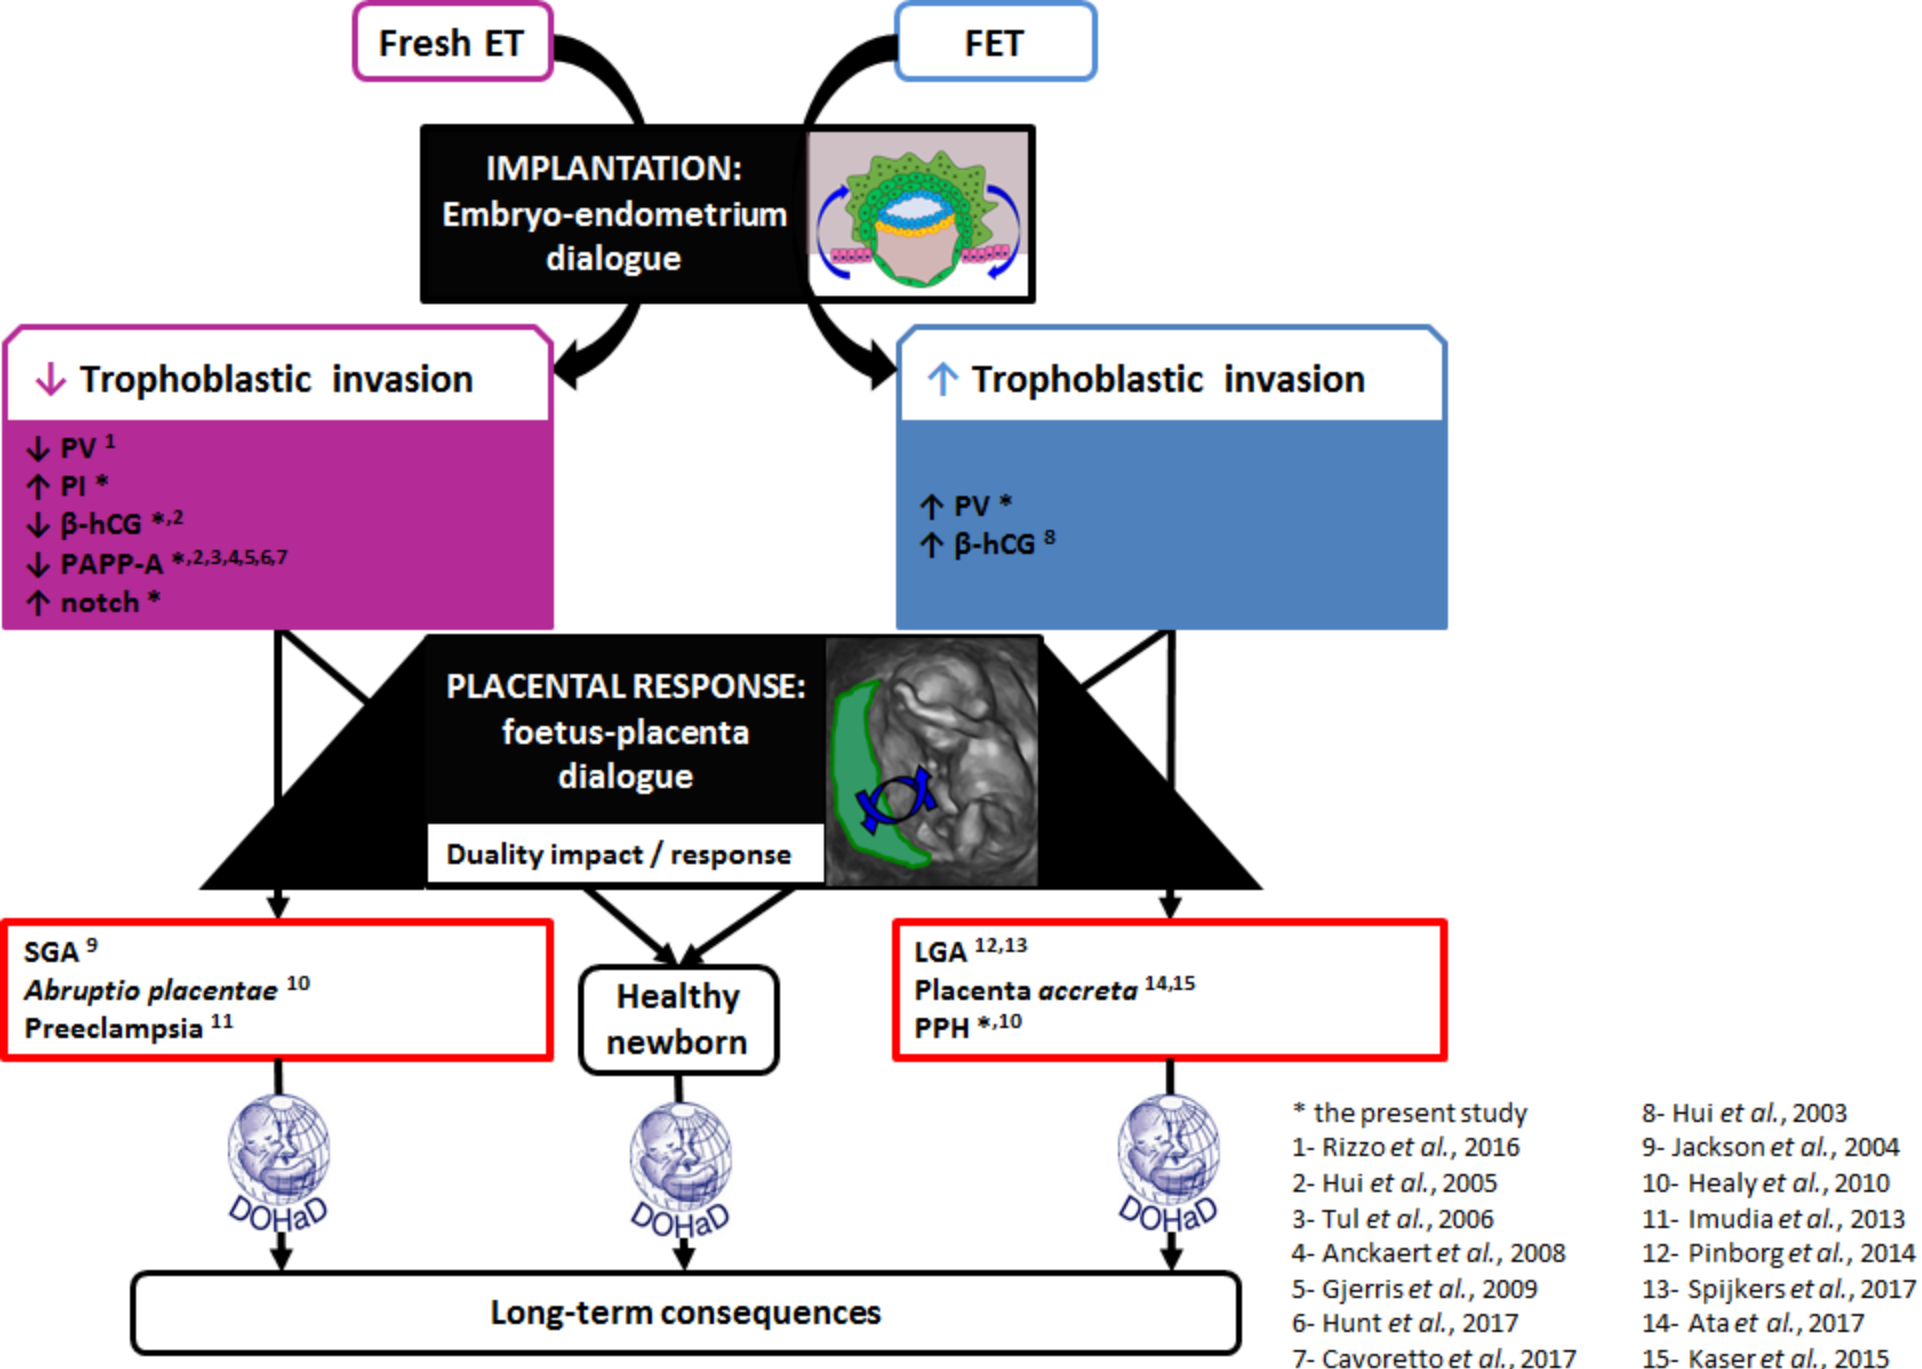 Fresh ET
FET
IMPLANTATION:
Embryo-endometrium
dialogue
↓ Trophoblastic invasion
↓ PV 1
↑ PI *
↓ β-hCG *,2
↓ PAPP-A *,2,3,4,5,6,7
↑ notch *
↑ Trophoblastic invasion
↑ PV *
↑ β-hCG 8
PLACENTAL RESPONSE:
foetus-placenta
dialogue
Duality impact / response
SGA 9
Abruptio placentae 10
Preeclampsia 11
Healthy
newborn
LGA 12,13
Placenta accreta 14,15
PPH *,10
DOHaD
DOHaD
DOHaD
Long-term consequences
* the present study
1- Rizzo et al., 2016
2- Hui et al., 2005
3- Tul et al., 2006
4- Anckaert et al., 2008
5- Gjerris et al., 2009
6- Hunt et al., 2017
7- Cavoretto et al., 2017
8- Hui et al., 2003
9- Jackson et al., 2004
10- Healy et al., 2010
11- Imudia et al., 2013
12- Pinborg et al., 2014
13- Spijkers et al., 2017
14- Ata et al., 2017
15- Kaser et al., 2015